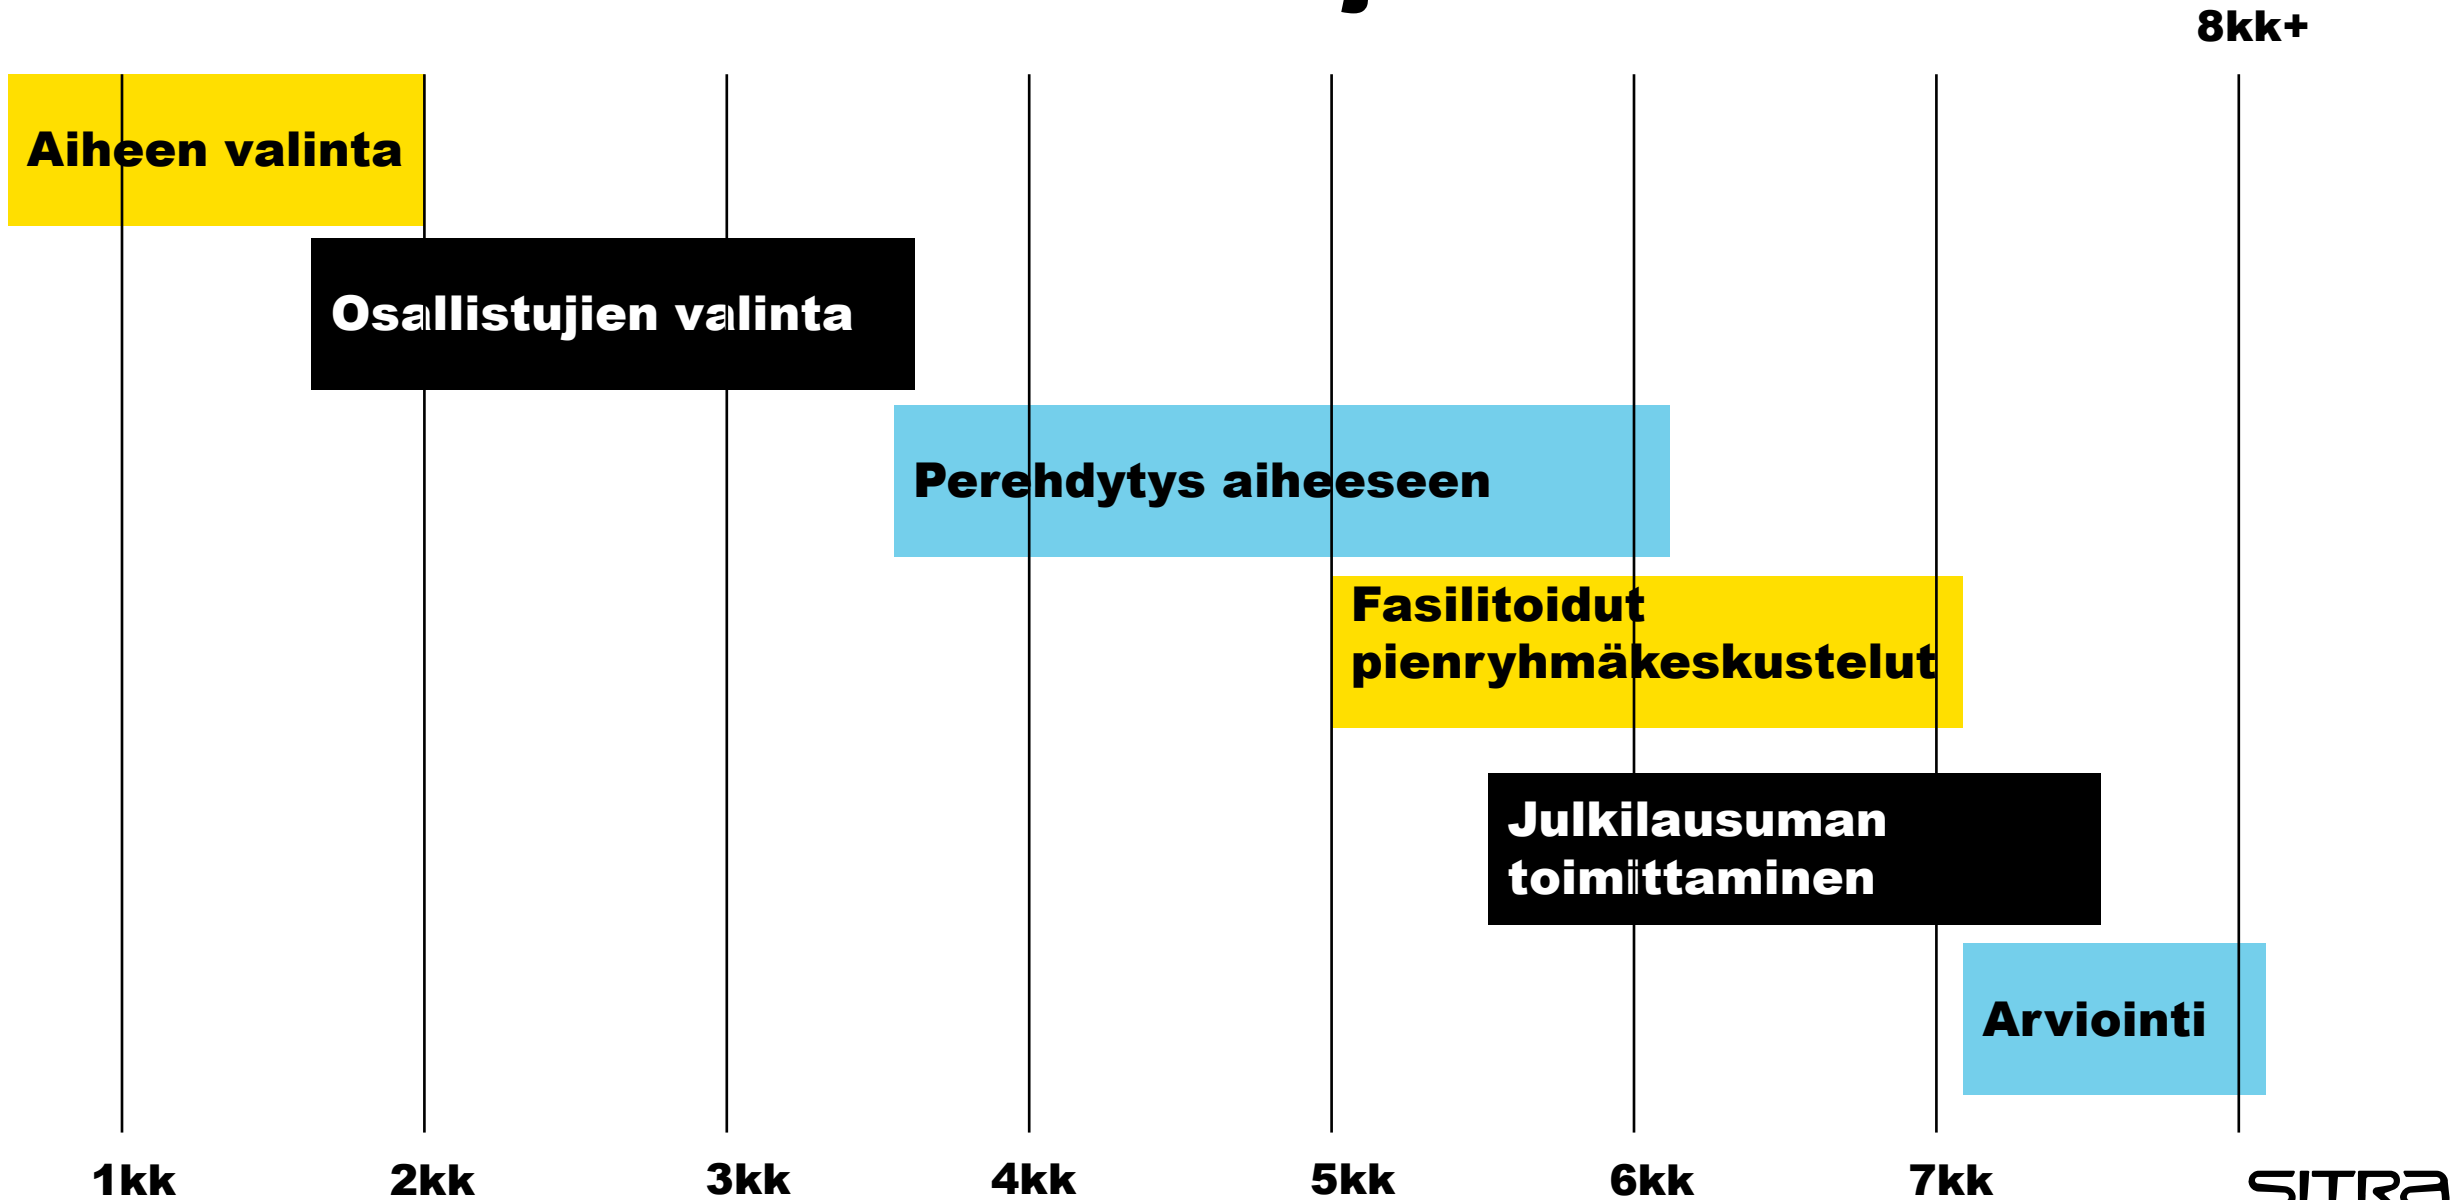 8kk+
Aiheen valinta
Osallistujien valinta
Perehdytys aiheeseen
Fasilitoidut
pienryhmäkeskustelut
Julkilausuman
toimittaminen
Arviointi
1kk 2kk 3kk 4kk 5kk 6kk 7kk
SITRA